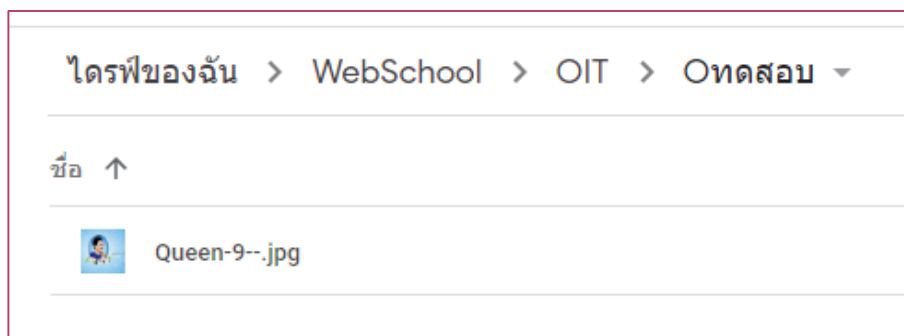 ไดรฟ์ของฉัน > WebSchool > OIT > Oทดสอบ
ชื่อ ↑
Queen-9--.jpg